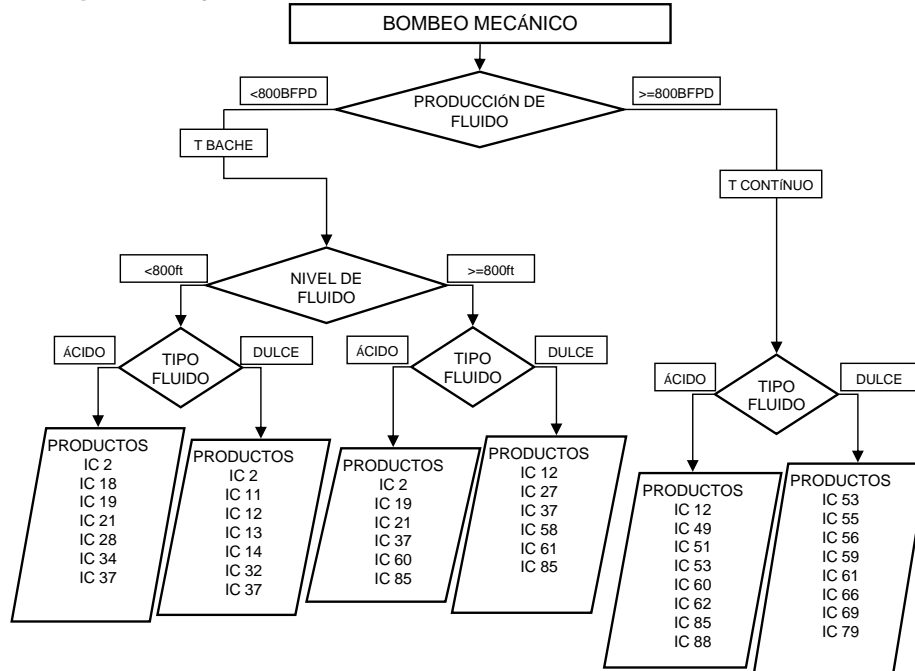 BOMBEO MECÁNICO
<800BFPD
PRODUCCIÓN DE
FLUIDO
>=800BFPD
T BACHE
T CONTÍNUO
<800ft
NIVEL DE
FLUIDO
>=800ft
ÁCIDO
TIPO
FLUIDO
DULCE
ÁCIDO
TIPO
FLUIDO
DULCE
ÁCIDO
TIPO
FLUIDO
DULCE
PRODUCTOS
IC 2
IC 18
IC 19
IC 21
IC 28
IC 34
IC 37
PRODUCTOS
IC 2
IC 11
IC 12
IC 13
IC 14
IC 32
IC 37
PRODUCTOS
IC 2
IC 19
IC 21
IC 37
IC 60
IC 85
PRODUCTOS
IC 12
IC 27
IC 37
IC 58
IC 61
IC 85
PRODUCTOS
IC 12
IC 49
IC 51
IC 53
IC 60
IC 62
IC 85
IC 88
PRODUCTOS
IC 53
IC 55
IC 56
IC 59
IC 61
IC 66
IC 69
IC 79